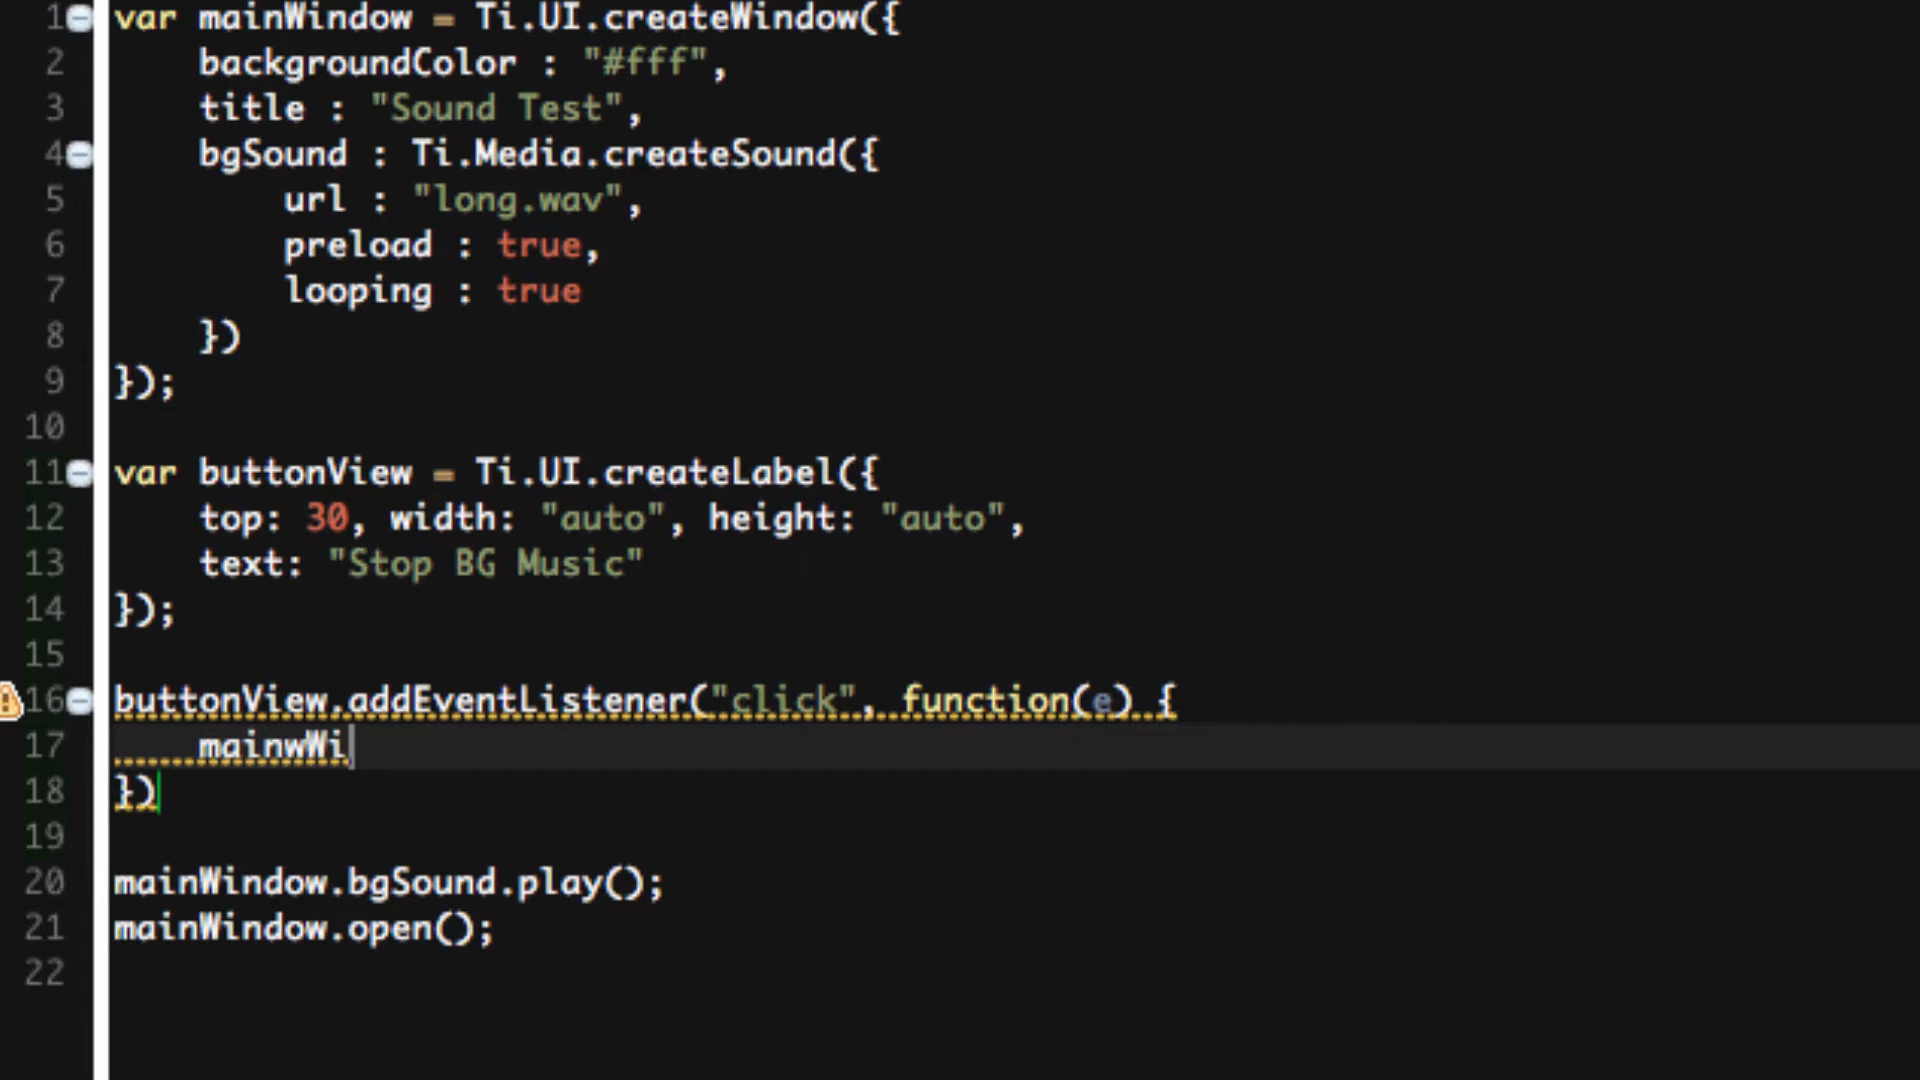 1 var mainWindow = Ti.UI.createWindow({
2 backgroundColor : "#fff",
3 title : "Sound Test",
4 bgSound : Ti.Media.createSound({
5 url : "long.wav",
6 preload : true,
7 looping : true
8 })
9 });
10
11 var buttonView = Ti.UI.createLabel({
12 top: 30, width: "auto", height: "auto",
13 text: "Stop BG Music"
14 });
15
16 buttonView.addEventListener("click", function(e) {
17 mainwWi
18 })
19
20 mainWindow.bgSound.play();
21 mainWindow.open();
22